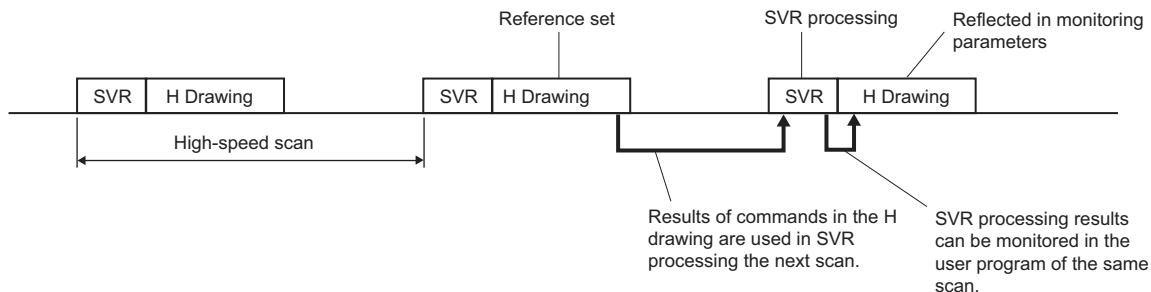 Reference set
SVR processing
Reflected in monitoring
parameters
SVR
H Drawing
SVR
H Drawing
SVR
H Drawing
High-speed scan
Results of commands in the H
drawing are used in SVR
processing the next scan.
SVR processing results
can be monitored in the
user program of the same
scan.